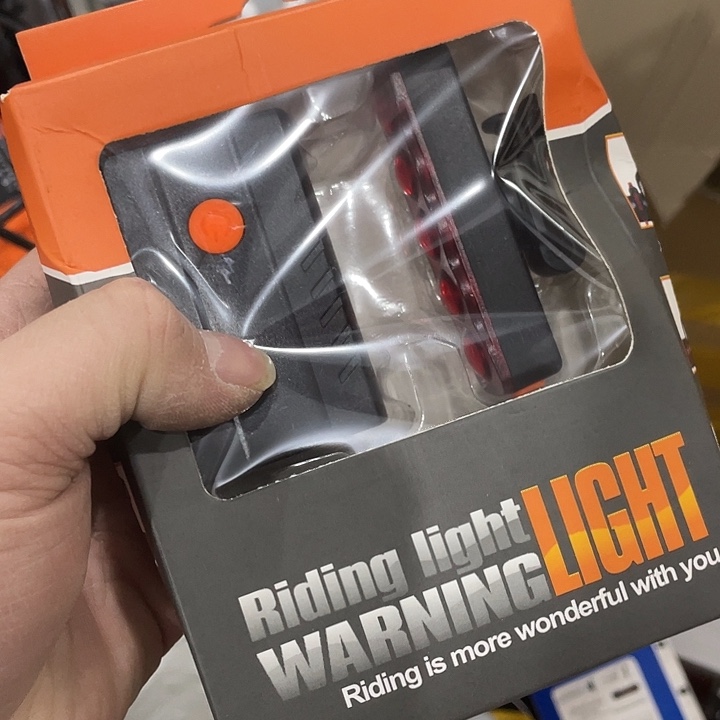 Riding light
WARNING LIGHT
Riding is more wonderful with you